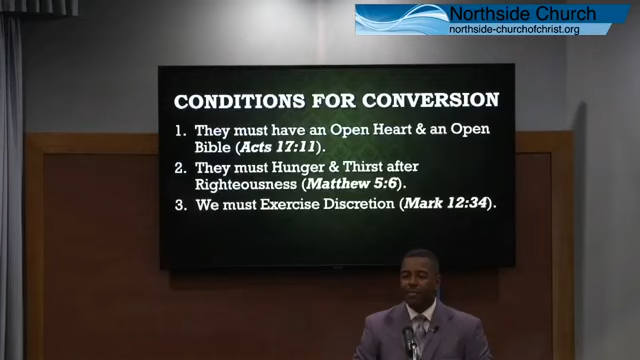 Northside Church
northside-churchofchrist.org
CONDITIONS FOR CONVERSION
1. They must have an Open Heart & an Open
Bible (Acts 17:11).
2. They must Hunger & Thirst after
Righteousness (Matthew 5:6).
3. We must Exercise Discretion (Mark 12:34).